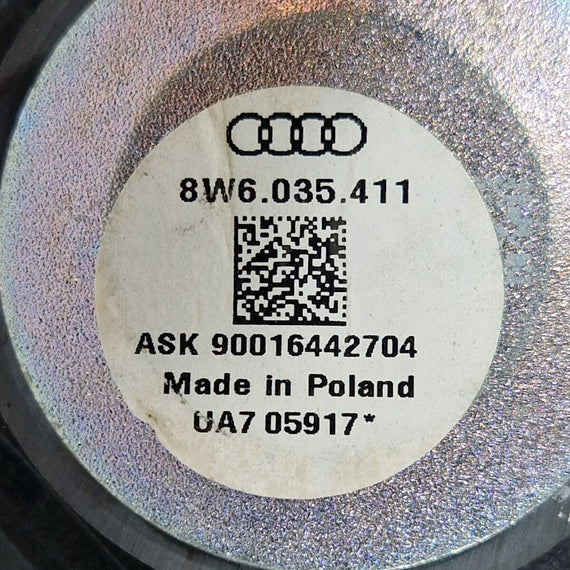 8W6.035.411
ASK 90016442704
Made in Poland
UA7 05917*